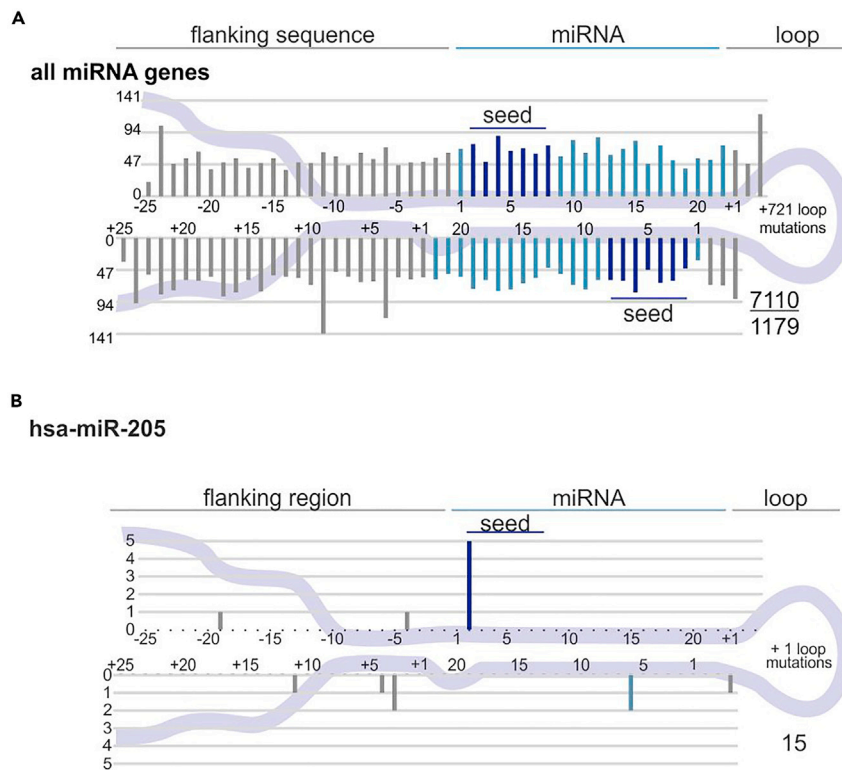 A
flanking sequence miRNA loop
all miRNA genes
141
seed
94
47
0
-25 -20 -15 -10 -5 1 5 10 15 20 +1
+721 loop
mutations
+25 +20 +15 +10 +5 +1 20 15 10 5 1
0
47
94
141
seed
7110
1179
B
hsa-miR-205
flanking region miRNA loop
seed
5
4
3
2
1
0
-25 -20 -15 -10 -5 1 5 10 15 20 +1
+ 1 loop
mutations
+25 +20 +15 +10 +5 +1 20 15 10 5 1
0
1
2
3
4
5
15